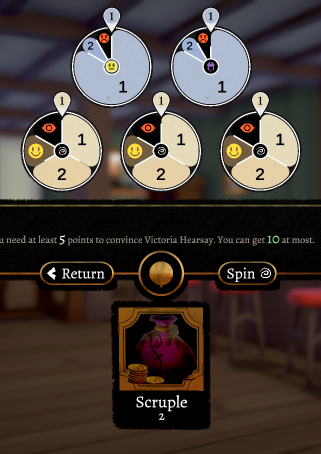 1 1
2 2
1 1
1 1 1
1 1 1
2 2 2
u need at least 5 points to convince Victoria Hearsay. You can get 10 at most.
Return Spin
Scruple
2